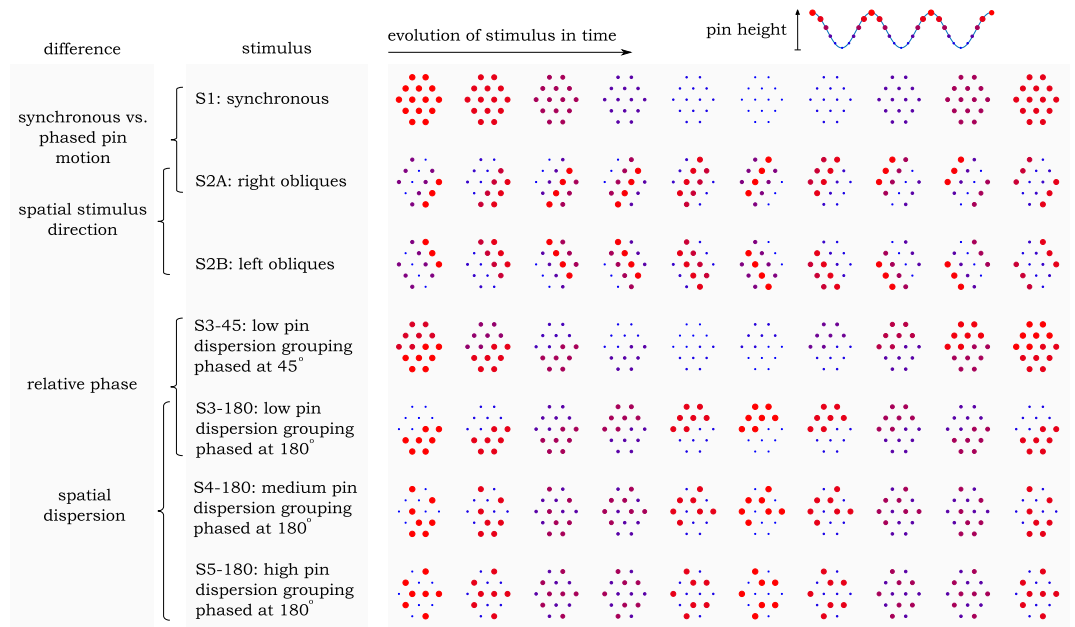 evolution of stimulus in time
pin height
difference
stimulus
synchronous vs.
phased pin
motion
spatial stimulus
direction
relative phase
spatial
dispersion
S1: synchronous
S2A: right obliques
S2B: left obliques
S3-45: low pin
dispersion grouping
phased at 45°
S3-180: low pin
dispersion grouping
phased at 180°
S4-180: medium pin
dispersion grouping
phased at 180°
S5-180: high pin
dispersion grouping
phased at 180°